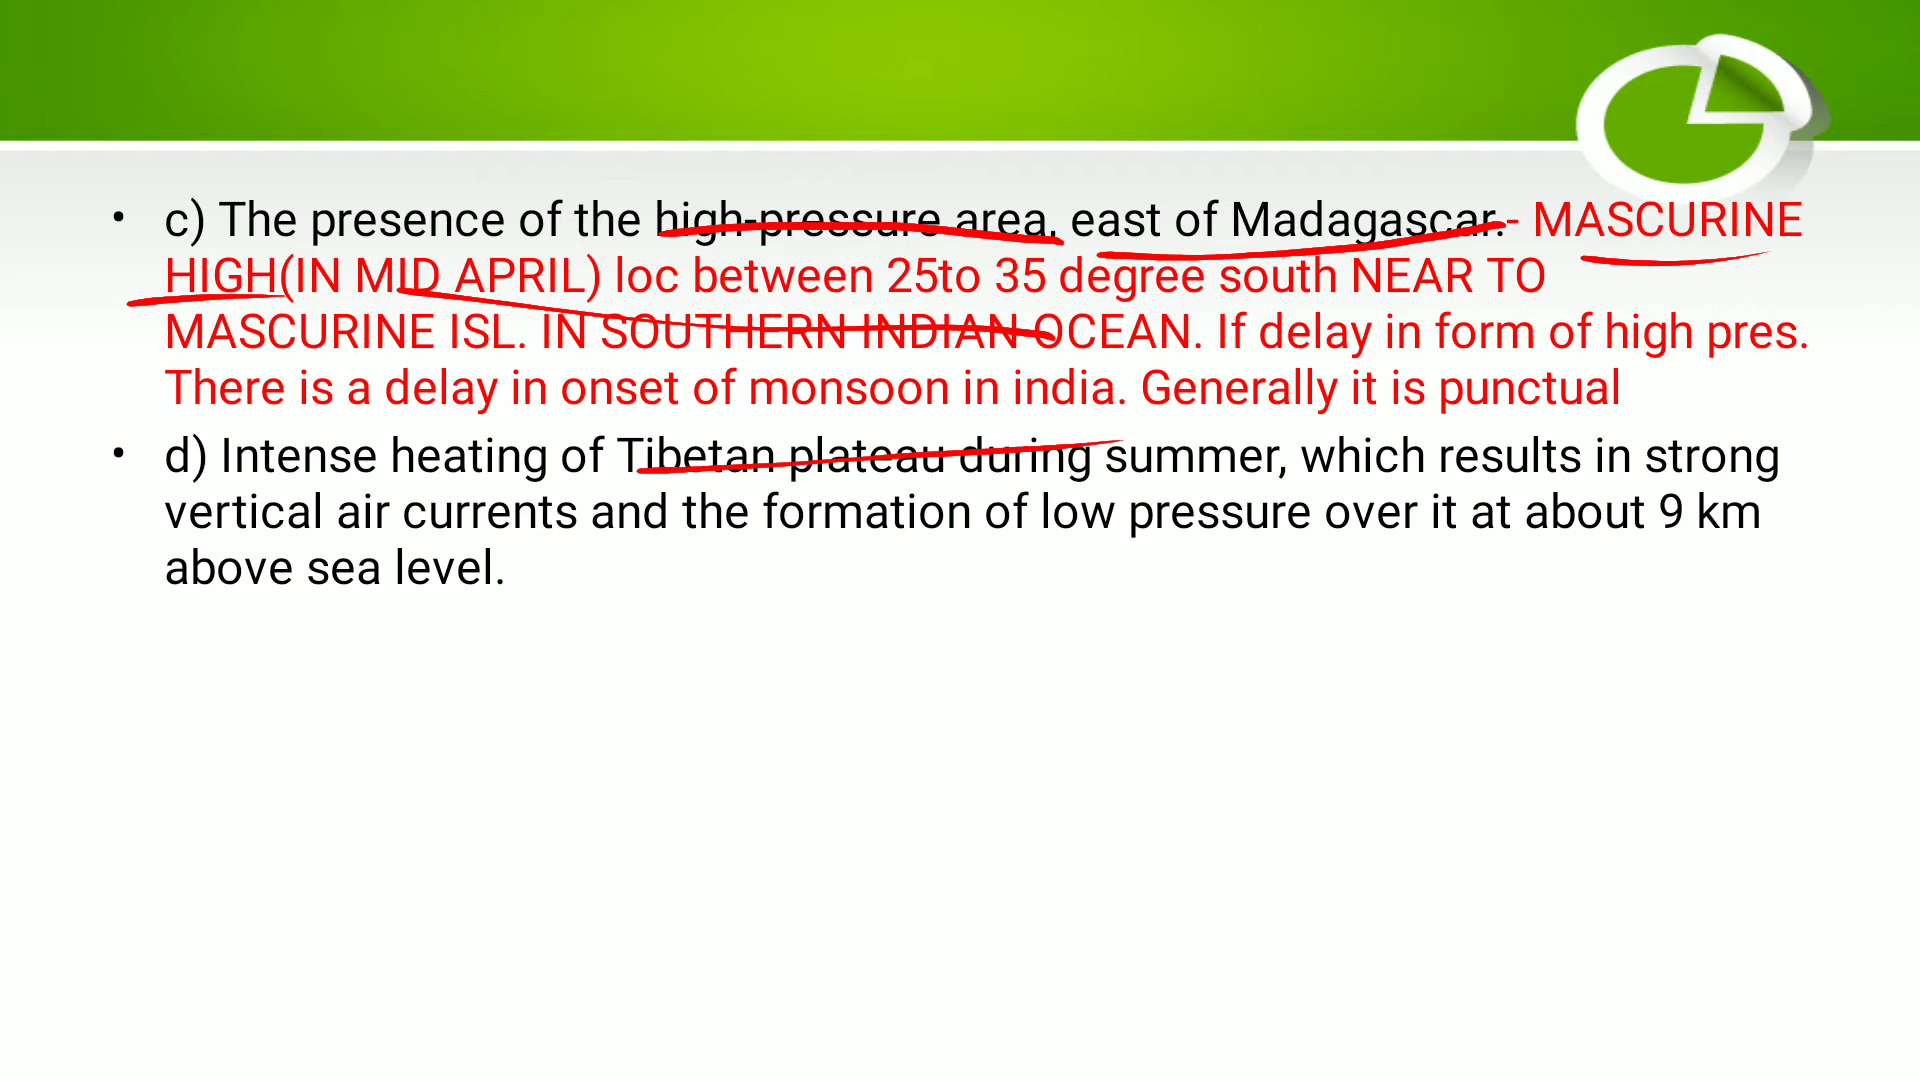 • c) The presence of the high-pressure area, east of Madagascar.- MASCURINE
HIGH(IN MID APRIL) loc between 25to 35 degree south NEAR TO
MASCURINE ISL. IN SOUTHERN INDIAN OCEAN. If delay in form of high pres.
There is a delay in onset of monsoon in india. Generally it is punctual
• d) Intense heating of Tibetan plateau during summer, which results in strong
vertical air currents and the formation of low pressure over it at about 9 km
above sea level.